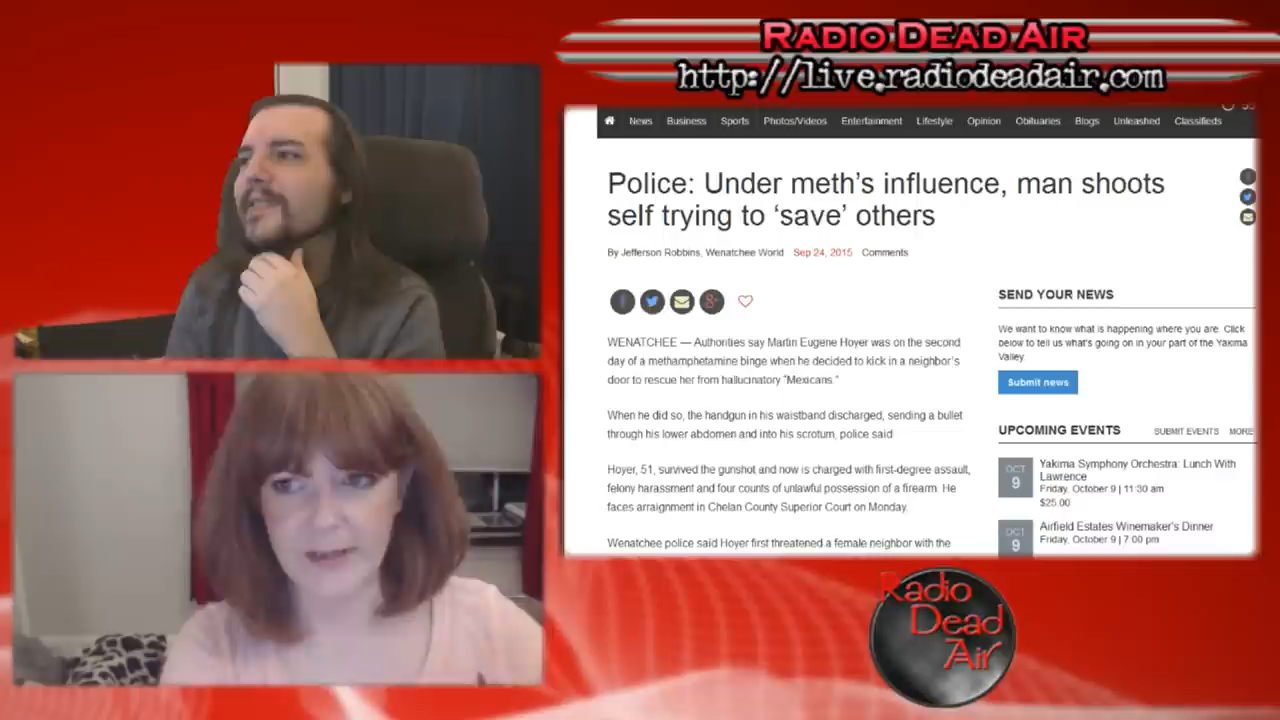 RADIO DEAD AIR
http://live.radiodeadair.com
News Business Sports Photos/Videos Entertainment Lifestyle Opinion Obituaries Blogs Unleashed Classifieds
Police: Under meth's influence, man shoots
self trying to 'save' others
By Jefferson Robbins, Wenatchee World Sep 24, 2015 Comments
WENATCHEE — Authorities say Martin Eugene Hoyer was on the second
day of a methamphetamine binge when he decided to kick in a neighbor's
door to rescue her from hallucinatory "Mexicans."
When he did so, the handgun in his waistband discharged, sending a bullet
through his lower abdomen and into his scrotum, police said
Hoyer, 51, survived the gunshot and now is charged with first-degree assault,
felony harassment and four counts of unlawful possession of a firearm. He
faces arraignment in Chelan County Superior Court on Monday.
Wenatchee police said Hoyer first threatened a female neighbor with the
SEND YOUR NEWS
We want to know what is happening where you are. Click
below to tell us what's going on in your part of the Yakima
Valley.
Submit news
UPCOMING EVENTS SUBMIT EVENTS MORE
OCT
9
Yakima Symphony Orchestra: Lunch With
Lawrence
Friday, October 9 | 11:30 am
$25.00
OCT
9
Airfield Estates Winemaker's Dinner
Friday, October 9 | 7:00 pm
Radio
Dead
Air